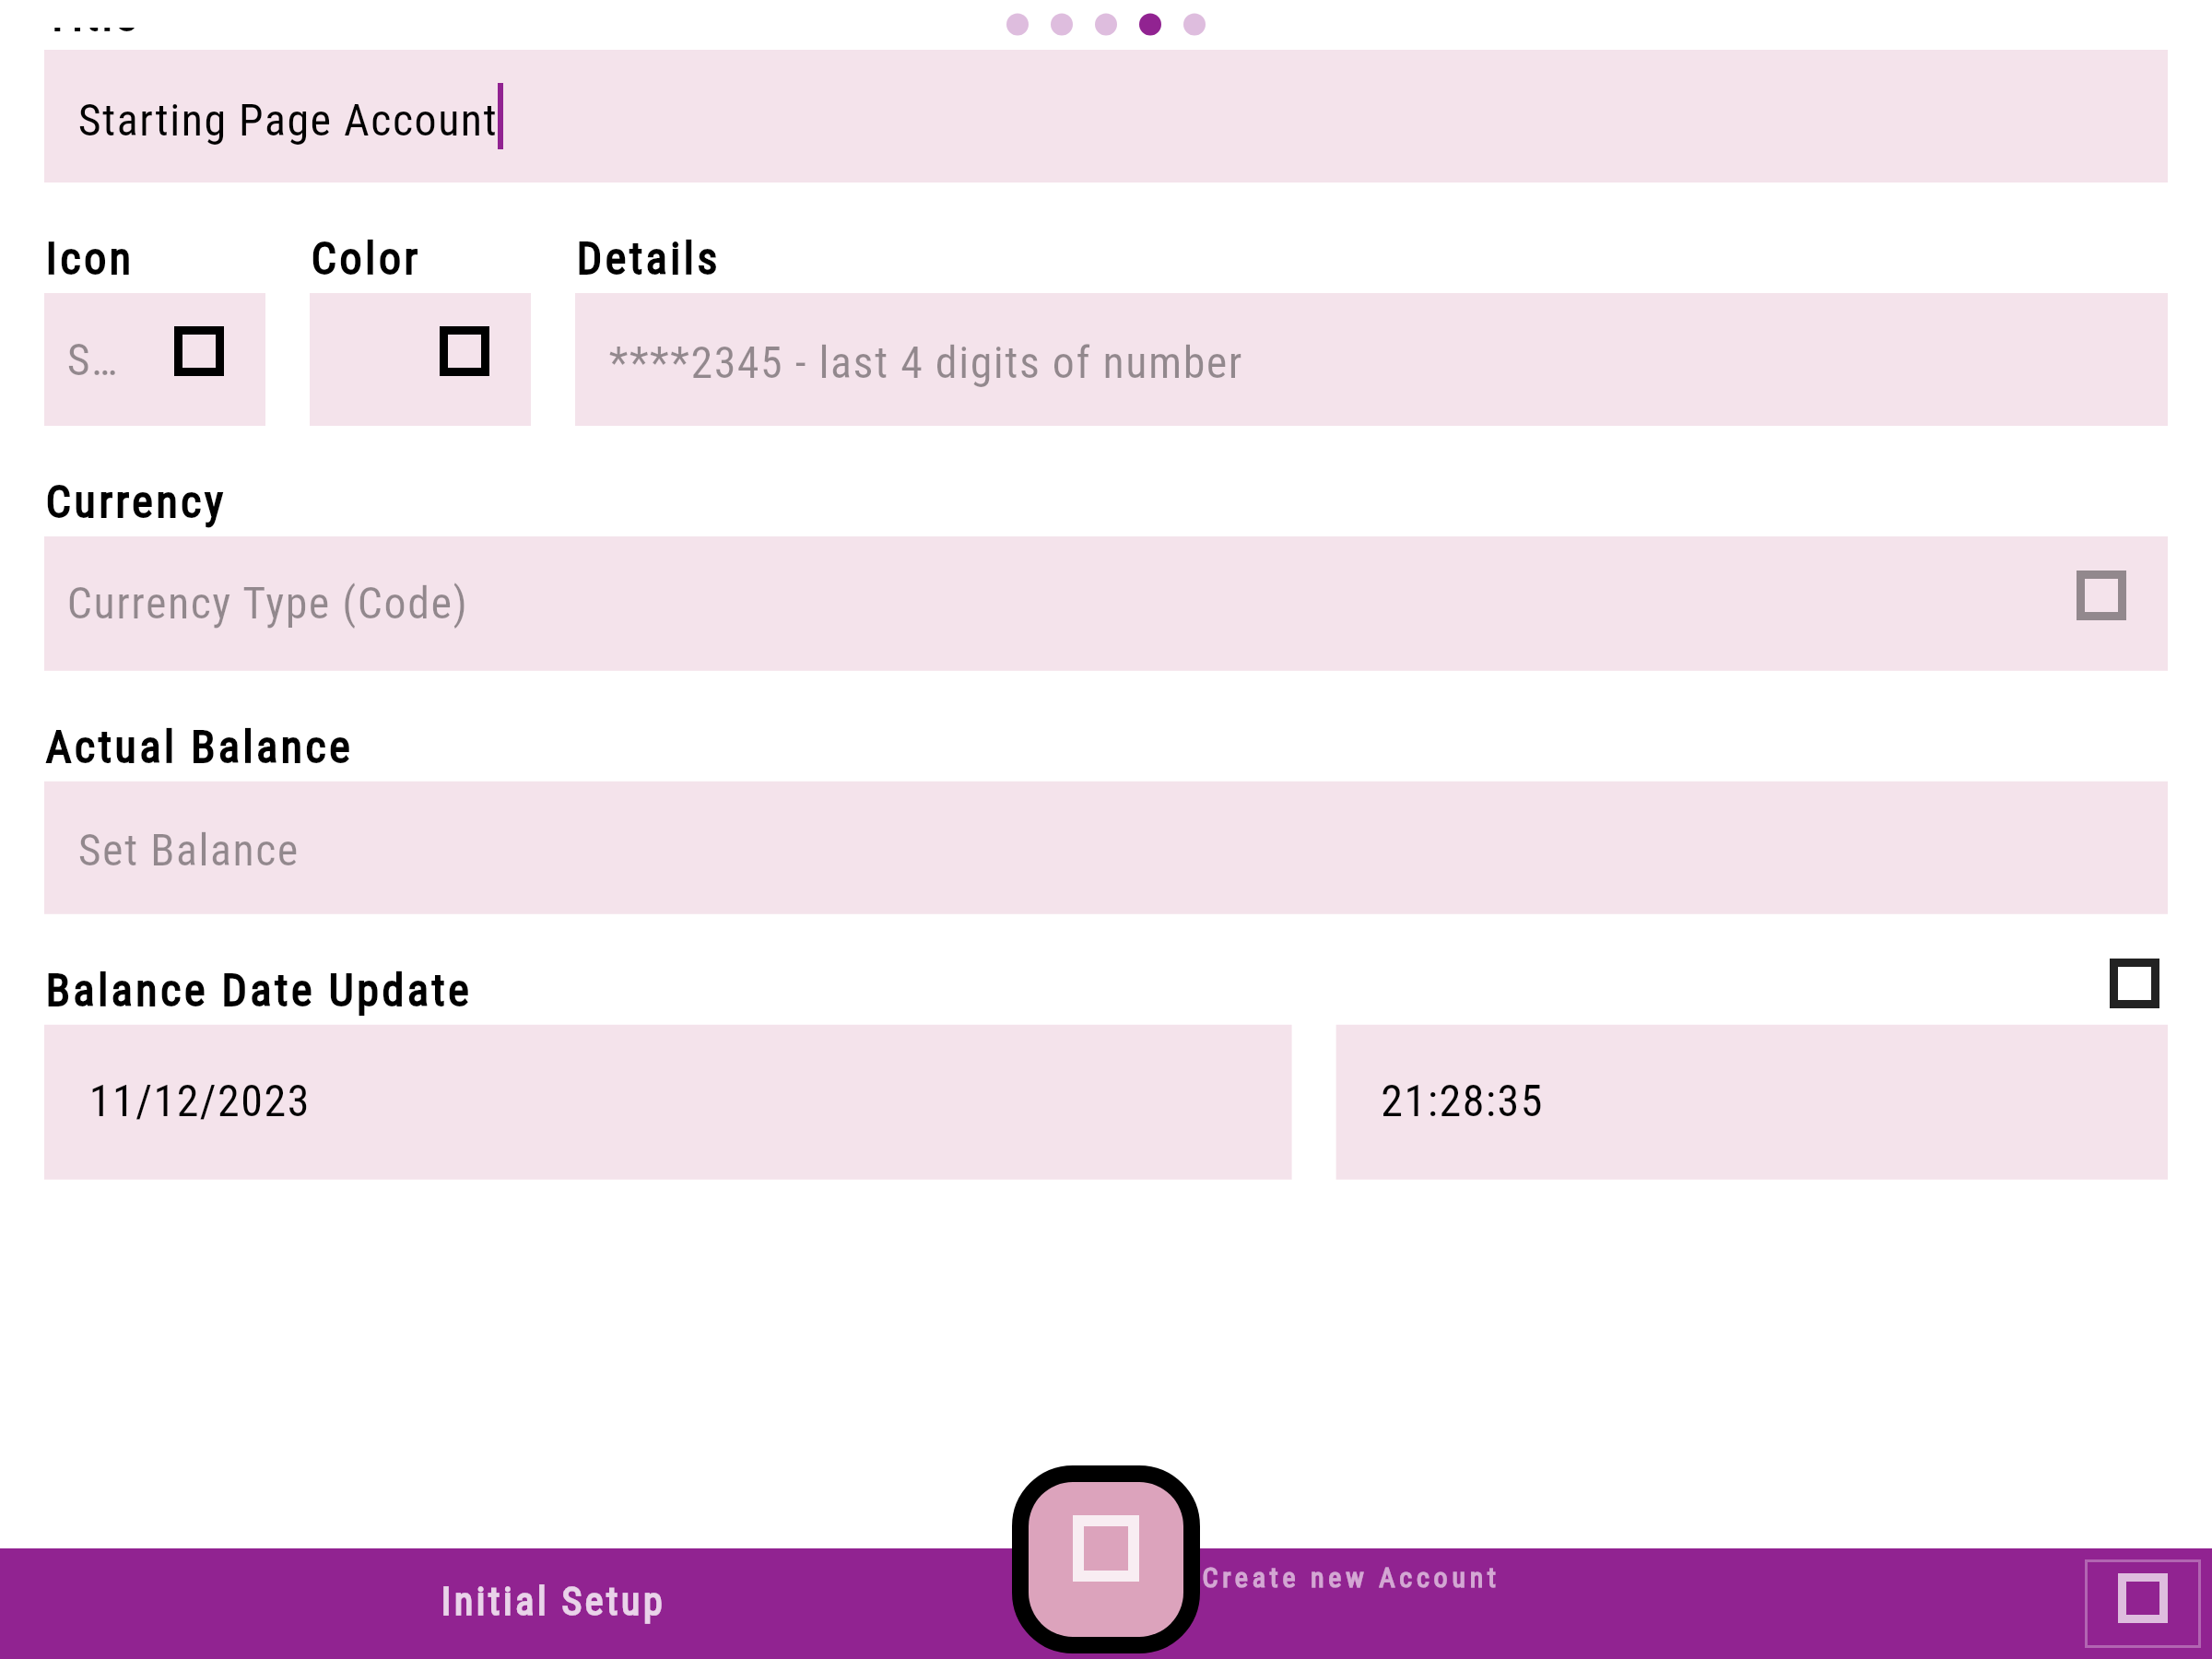 Starting Page Account
Icon Color Details
S… ****2345 - last 4 digits of number
Currency
Currency Type (Code)
Actual Balance
Set Balance
Balance Date Update
11/12/2023 21:28:35
Initial Setup
Create new Account